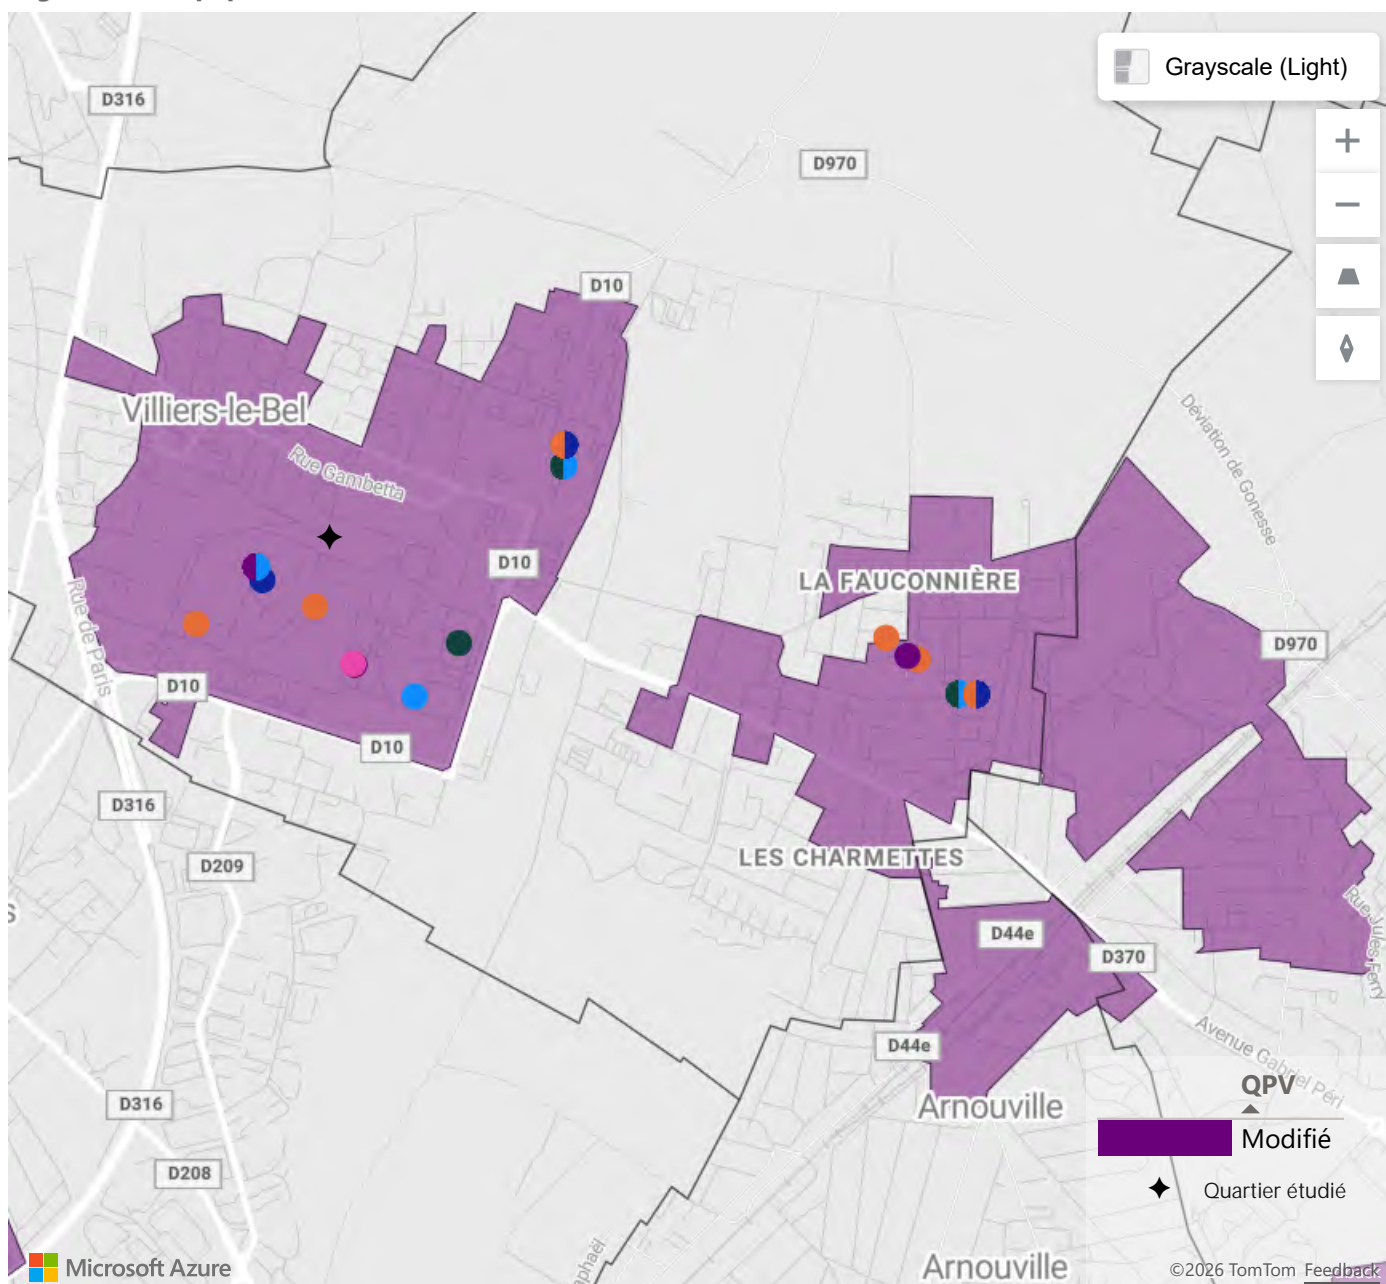 Grayscale (Light)
D316
D970
D10
Déviation de Gonesse
Villiers-le-Bel
Rue Gambetta
D10
LA FAUCONNIÈRE
Rue de Paris
D970
D10
D10
D316
D209
LES CHARMETTES
Rue Jules Ferry
D44e
D370
Avenue Gabriel Péri
D44e
QPV
Arnouville
D316
Modifié
D208
Quartier étudié
Arnouville
Microsoft Azure
©2026 TomTom Feedback